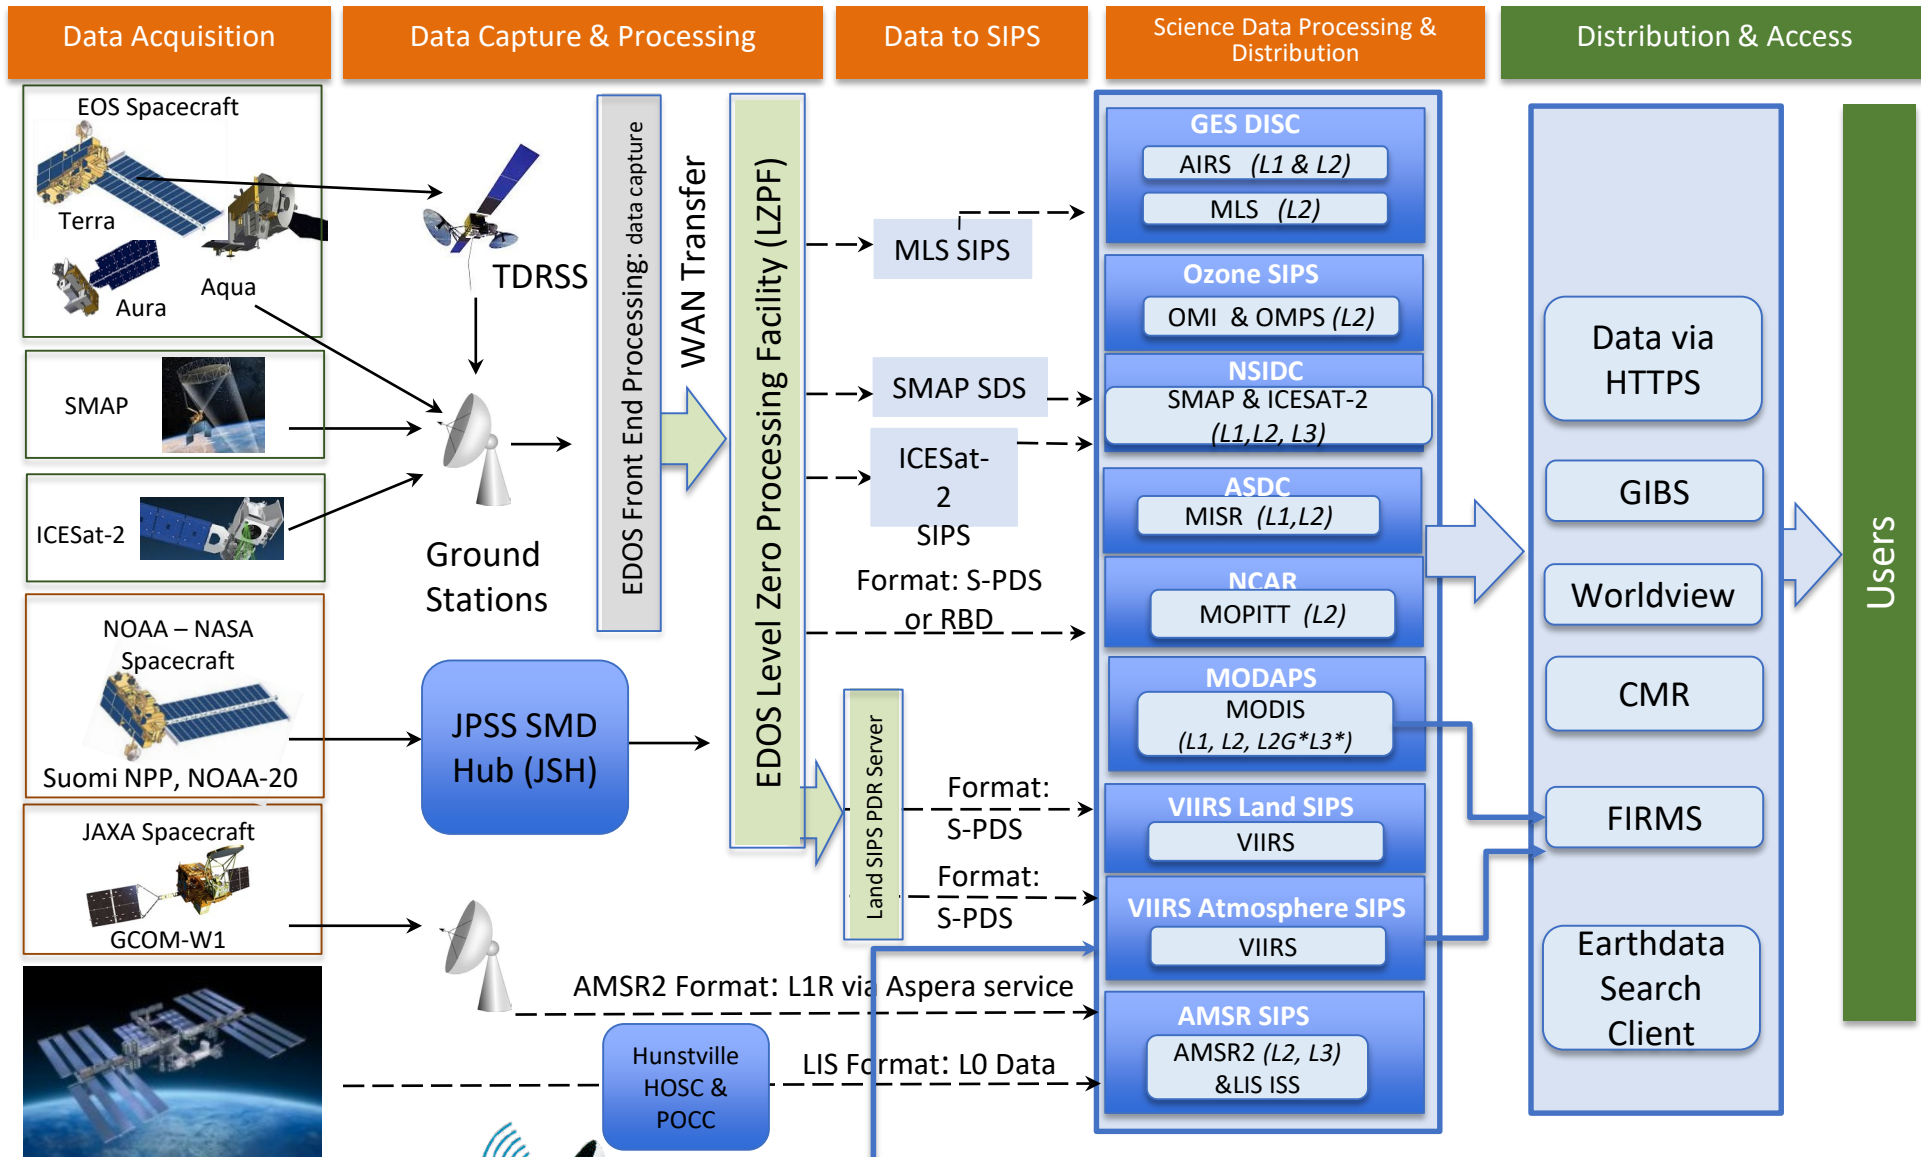 Data Acquisition
Data Capture & Processing
Data to SIPS
Science Data Processing &
Distribution
Distribution & Access
EOS Spacecraft
Terra
Aqua
Aura
SMAP
ICESat-2
NOAA – NASA
Spacecraft
Suomi NPP, NOAA-20
JAXA Spacecraft
GCOM-W1
TDRSS
Ground
Stations
JPSS SMD
Hub (JSH)
EDOS Front End Processing: data capture
WAN Transfer
EDOS Level Zero Processing Facility (LZPF)
MLS SIPS
SMAP SDS
ICESat-
2
SIPS
Format: S-PDS
or RBD
Land SIPS PDR Server
Format:
S-PDS
Format:
S-PDS
AMSR2 Format: L1R via Aspera service
Hunstville
HOSC &
POCC
LIS Format: L0 Data
GES DISC
AIRS (L1 & L2)
MLS (L2)
Ozone SIPS
OMI & OMPS (L2)
NSIDC
SMAP & ICESAT-2
(L1,L2, L3)
ASDC
MISR (L1,L2)
NCAR
MOPITT (L2)
MODAPS
MODIS
(L1, L2, L2G*L3*)
VIIRS Land SIPS
VIIRS
VIIRS Atmosphere SIPS
VIIRS
AMSR SIPS
AMSR2 (L2, L3)
&LIS ISS
Data via
HTTPS
GIBS
Worldview
CMR
FIRMS
Earthdata
Search
Client
Users